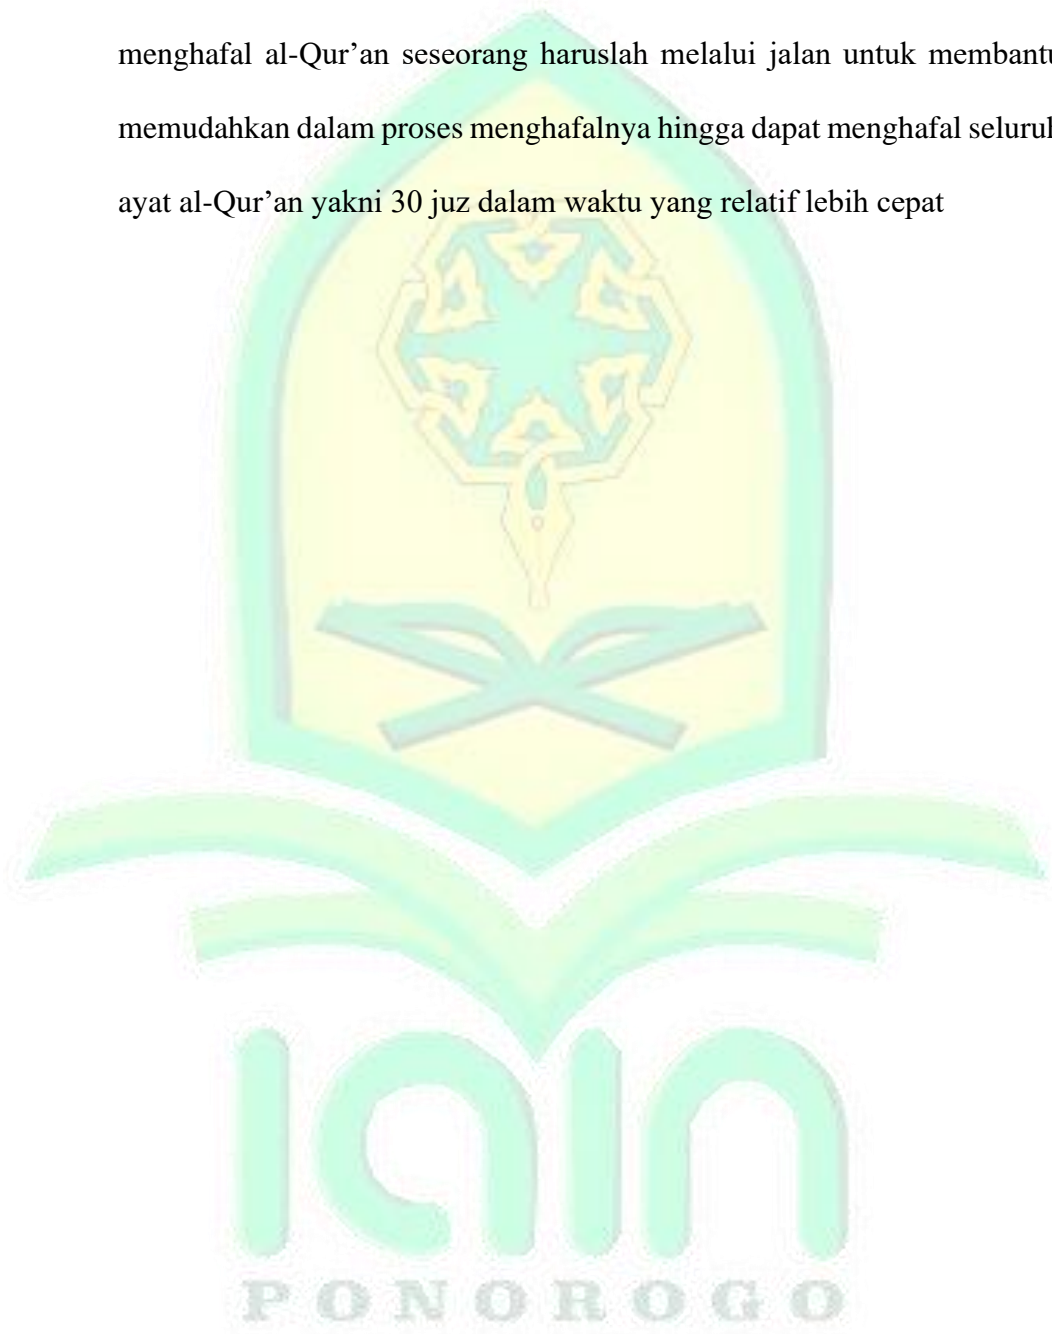 menghafal al-Qur’an seseorang haruslah melalui jalan untuk membantu
memudahkan dalam proses menghafalnya hingga dapat menghafal seluruh
ayat al-Qur’an yakni 30 juz dalam waktu yang relatif lebih cepat
iain
PONOROGO